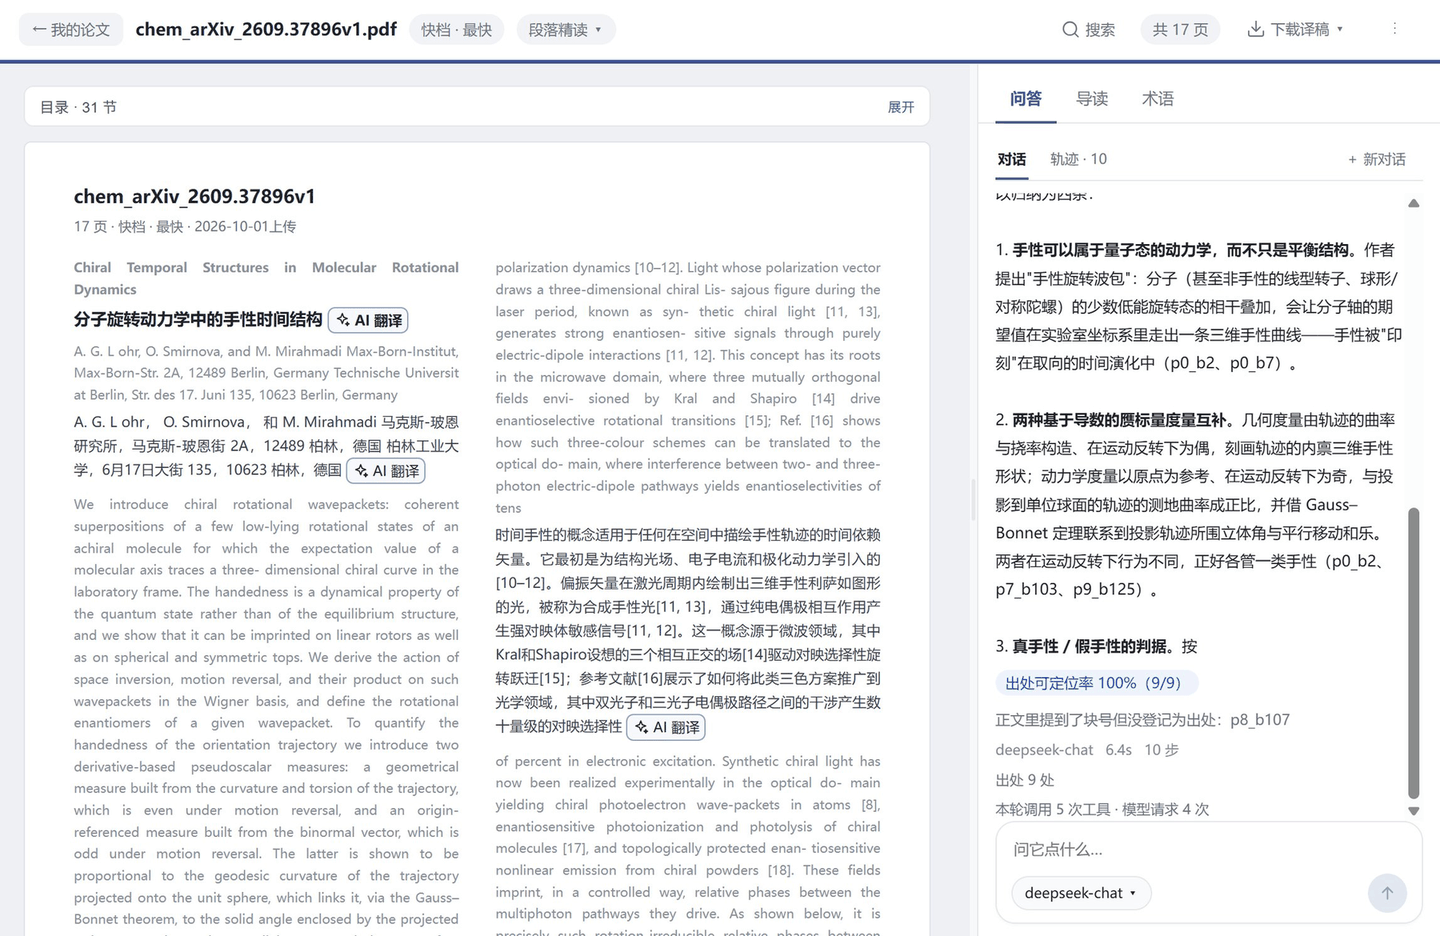 ← 我的论文
chem_arXiv_2609.37896v1.pdf
快档 · 最快
段落精读 ▾
搜索
共 17 页
下载译稿 ▾
⋮
目录 · 31 节
展开
chem_arXiv_2609.37896v1
17 页 · 快档 · 最快 · 2026-10-01上传
Chiral Temporal Structures in Molecular Rotational
Dynamics
分子旋转动力学中的手性时间结构 AI 翻译
A. G. L ohr, O. Smirnova, and M. Mirahmadi Max-Born-Institut,
Max-Born-Str. 2A, 12489 Berlin, Germany Technische Universit
at Berlin, Str. des 17. Juni 135, 10623 Berlin, Germany
A. G. L ohr， O. Smirnova， 和 M. Mirahmadi 马克斯-玻恩
研究所，马克斯-玻恩街 2A，12489 柏林，德国 柏林工业大
学，6月17日大街 135，10623 柏林，德国 AI 翻译
We introduce chiral rotational wavepackets: coherent
superpositions of a few low-lying rotational states of an
achiral molecule for which the expectation value of a
molecular axis traces a three- dimensional chiral curve in the
laboratory frame. The handedness is a dynamical property of
the quantum state rather than of the equilibrium structure,
and we show that it can be imprinted on linear rotors as well
as on spherical and symmetric tops. We derive the action of
space inversion, motion reversal, and their product on such
wavepackets in the Wigner basis, and define the rotational
enantiomers of a given wavepacket. To quantify the
handedness of the orientation trajectory we introduce two
derivative-based pseudoscalar measures: a geometrical
measure built from the curvature and torsion of the trajectory,
which is even under motion reversal, and an origin-
referenced measure built from the binormal vector, which is
odd under motion reversal. The latter is shown to be
proportional to the geodesic curvature of the trajectory
projected onto the unit sphere, which links it, via the Gauss–
Bonnet theorem, to the solid angle enclosed by the projected
polarization dynamics [10–12]. Light whose polarization vector
draws a three-dimensional chiral Lis- sajous figure during the
laser period, known as syn- thetic chiral light [11, 13],
generates strong enantiosen- sitive signals through purely
electric-dipole interactions [11, 12]. This concept has its roots
in the microwave domain, where three mutually orthogonal
fields envi- sioned by Kral and Shapiro [14] drive
enantioselective rotational transitions [15]; Ref. [16] shows
how such three-colour schemes can be translated to the
optical do- main, where interference between two- and three-
photon electric-dipole pathways yields enantioselectivities of
tens
时间手性的概念适用于任何在空间中描绘手性轨迹的时间依赖
矢量。它最初是为结构光场、电子电流和极化动力学引入的
[10–12]。偏振矢量在激光周期内绘制出三维手性利萨如图形
的光，被称为合成手性光[11, 13]，通过纯电偶极相互作用产
生强对映体敏感信号[11, 12]。这一概念源于微波领域，其中
Kral和Shapiro设想的三个相互正交的场[14]驱动对映选择性旋
转跃迁[15]；参考文献[16]展示了如何将此类三色方案推广到
光学领域，其中双光子和三光子电偶极路径之间的干涉产生数
十量级的对映选择性 AI 翻译
of percent in electronic excitation. Synthetic chiral light has
now been realized experimentally in the optical do- main
yielding chiral photoelectron wave-packets in atoms [8],
enantiosensitive photoionization and photolysis of chiral
molecules [17], and topologically protected enan- tiosensitive
nonlinear emission from chiral powders [18]. These fields
imprint, in a controlled way, relative phases between the
multiphoton pathways they drive. As shown below, it is
precisely such rotation-irreducible relative phases between
问答
导读
术语
对话
轨迹 · 10
+ 新对话
以归纳为四条：
1. 手性可以属于量子态的动力学，而不只是平衡结构。作者
提出"手性旋转波包"：分子（甚至非手性的线型转子、球形/
对称陀螺）的少数低能旋转态的相干叠加，会让分子轴的期
望值在实验室坐标系里走出一条三维手性曲线——手性被"印
刻"在取向的时间演化中（p0_b2、p0_b7）。
2. 两种基于导数的赝标量度量互补。几何度量由轨迹的曲率
与挠率构造、在运动反转下为偶，刻画轨迹的内禀三维手性
形状；动力学度量以原点为参考、在运动反转下为奇，与投
影到单位球面的轨迹的测地曲率成正比，并借 Gauss–
Bonnet 定理联系到投影轨迹所围立体角与平行移动和乐。
两者在运动反转下行为不同，正好各管一类手性（p0_b2、
p7_b103、p9_b125）。
3. 真手性 / 假手性的判据。按
出处可定位率 100%（9/9）
正文里提到了块号但没登记为出处：p8_b107
deepseek-chat 6.4s 10 步
出处 9 处
本轮调用 5 次工具 · 模型请求 4 次
问它点什么...
deepseek-chat ▾